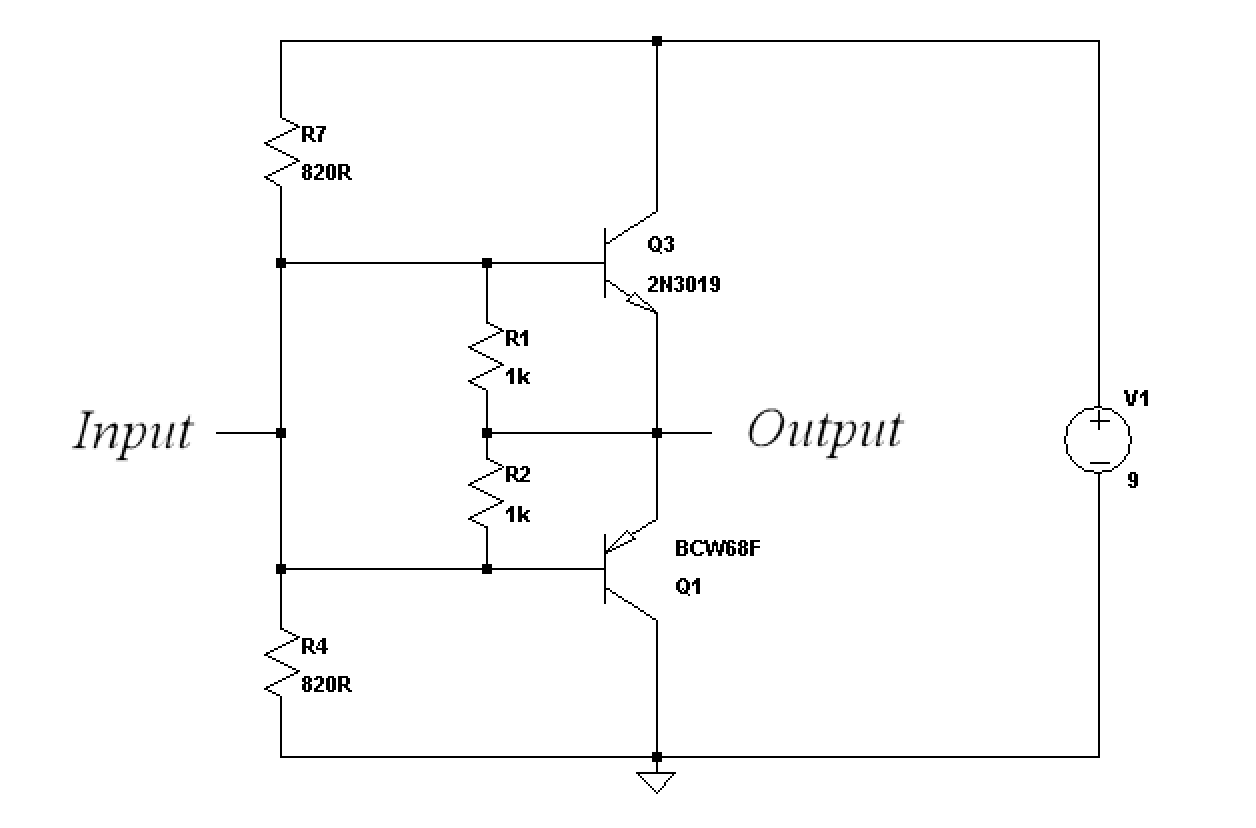 R7
820R
Q3
2N3019
R1
1k
Input
Output
V1
9
R2
1k
BCW68F
Q1
R4
820R